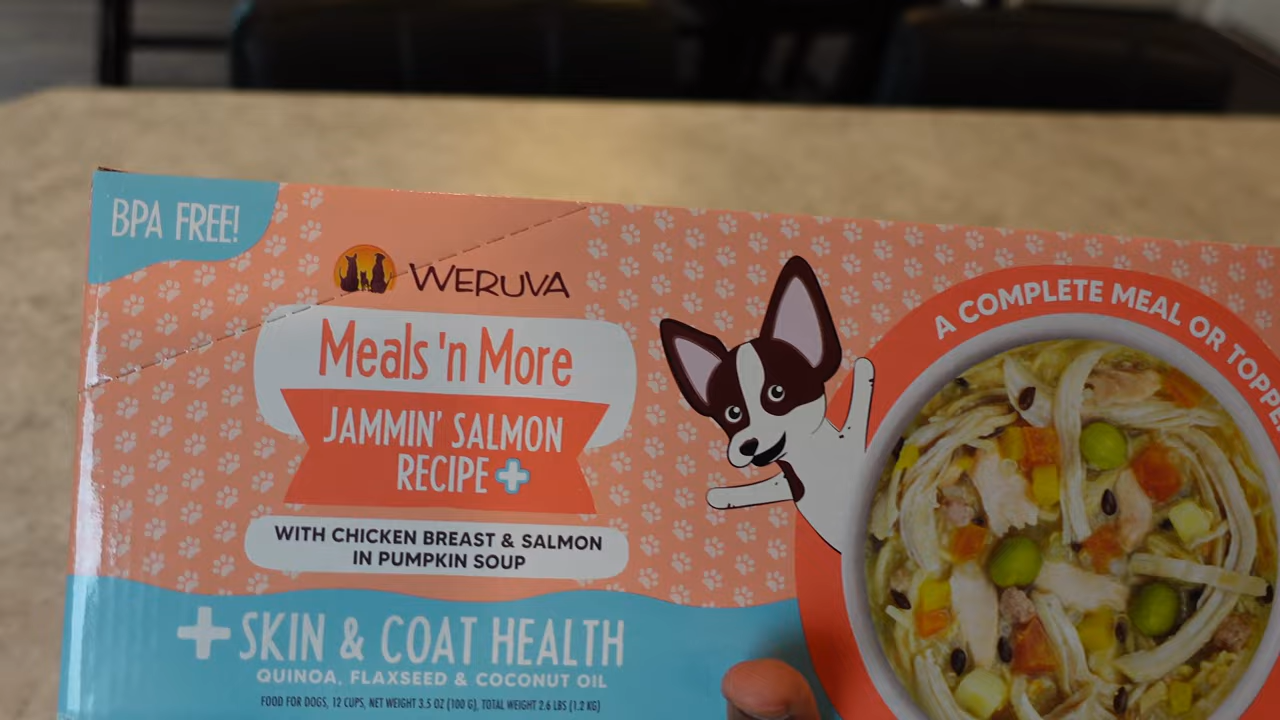 BPA FREE!
WERUVA
Meals 'n More
JAMMIN' SALMON
RECIPE+
WITH CHICKEN BREAST & SALMON
IN PUMPKIN SOUP
+SKIN & COAT HEALTH
QUINOA, FLAXSEED & COCONUT OIL
FOOD FOR DOGS, 12 CUPS, NET WEIGHT 3.5 OZ (100 G), TOTAL WEIGHT 2.6 LBS (1.2 KG)
A COMPLETE MEAL OR TOPPE